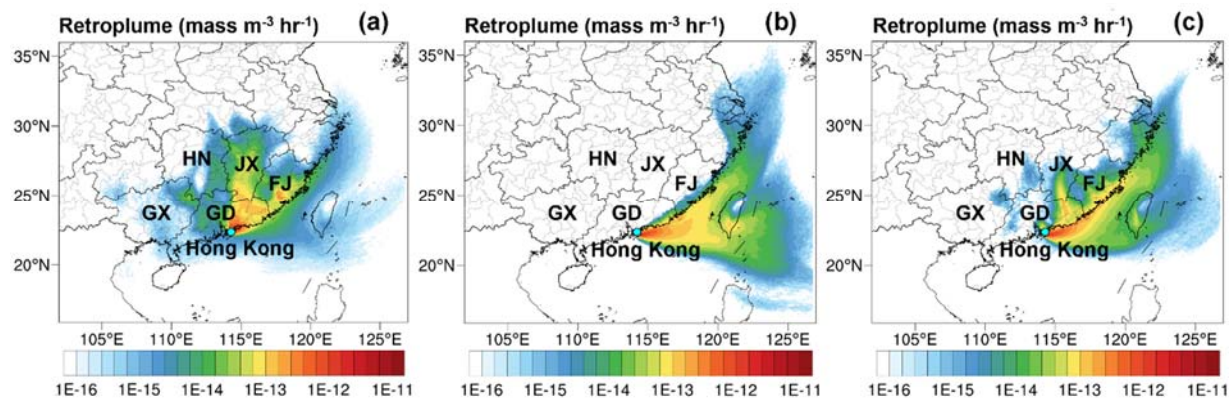 Retroplume (mass m⁻³ hr⁻¹) (a)
35°N
30°N
25°N
20°N
HN
JX
FJ
GX
GD
Hong Kong
105°E 110°E 115°E 120°E 125°E
1E-16 1E-15 1E-14 1E-13 1E-12 1E-11
Retroplume (mass m⁻³ hr⁻¹) (b)
35°N
30°N
25°N
20°N
HN
JX
FJ
GX
GD
Hong Kong
105°E 110°E 115°E 120°E 125°E
1E-16 1E-15 1E-14 1E-13 1E-12 1E-11
Retroplume (mass m⁻³ hr⁻¹) (c)
35°N
30°N
25°N
20°N
HN
JX
FJ
GX
GD
Hong Kong
105°E 110°E 115°E 120°E 125°E
1E-16 1E-15 1E-14 1E-13 1E-12 1E-11